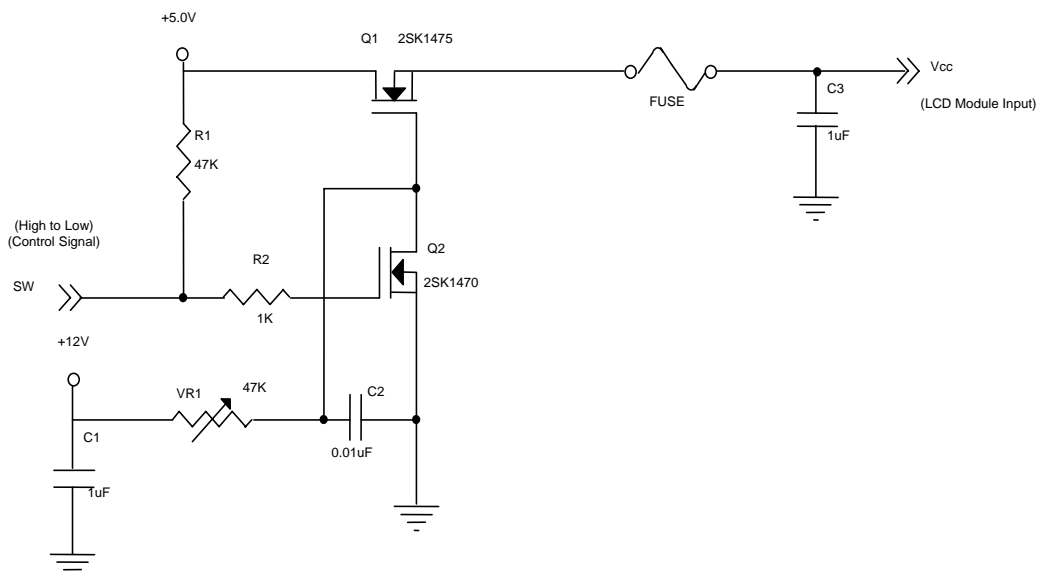 +5.0V
Q1 2SK1475
Vcc
FUSE
C3
(LCD Module Input)
1uF
R1
47K
(High to Low)
(Control Signal)
Q2
R2
2SK1470
SW
1K
+12V
VR1
47K
C2
C1
0.01uF
1uF